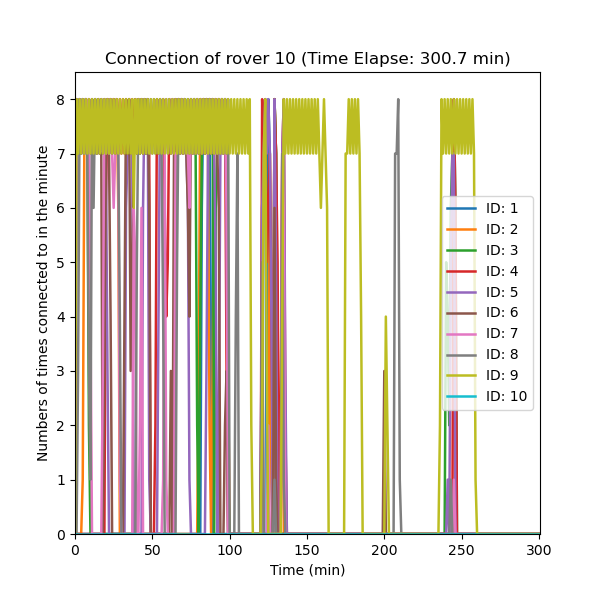 Connection of rover 10 (Time Elapse: 300.7 min)
Numbers of times connected to in the minute
8
7
6
5
4
3
2
1
0
0
50
100
150
200
250
300
Time (min)
ID: 1
ID: 2
ID: 3
ID: 4
ID: 5
ID: 6
ID: 7
ID: 8
ID: 9
ID: 10